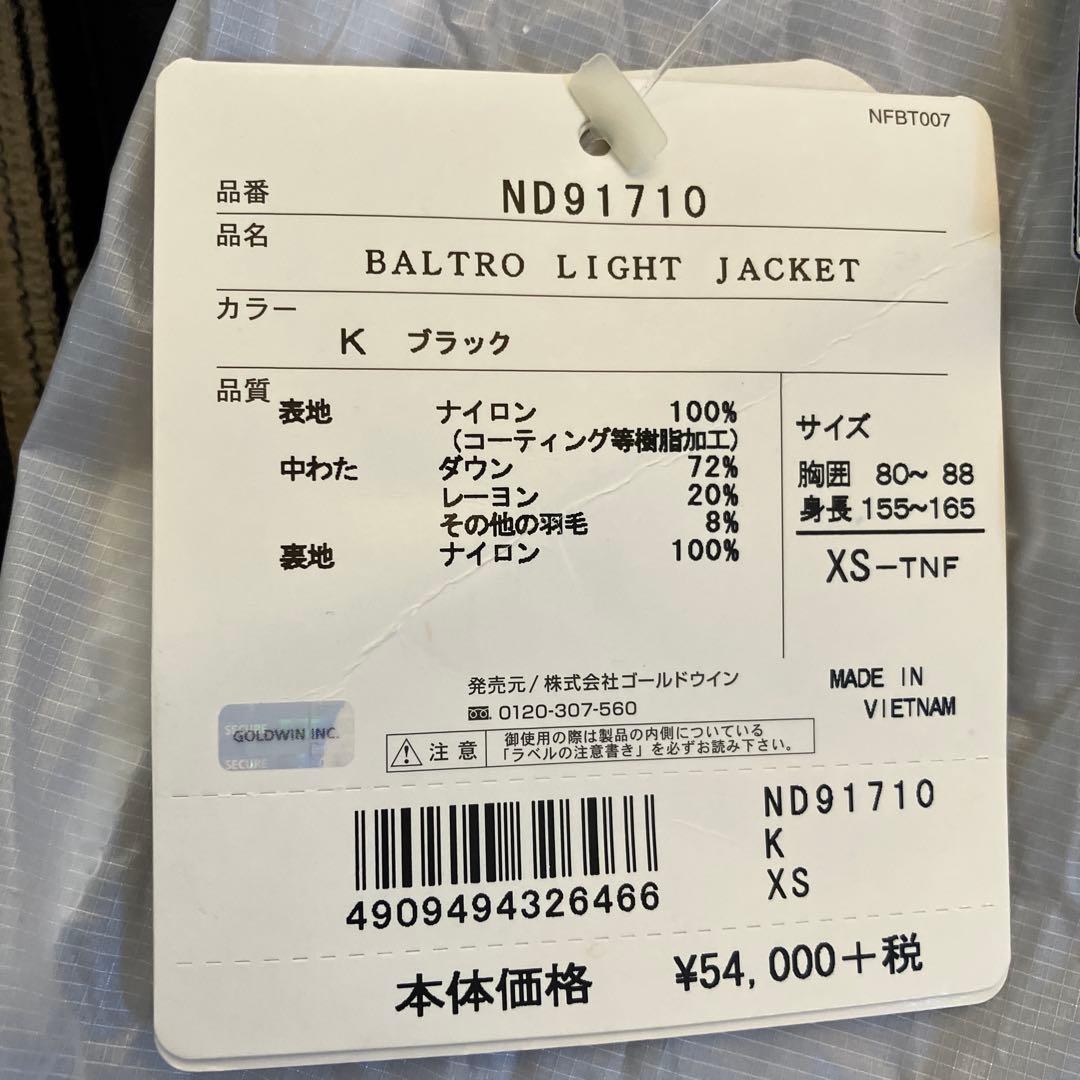 NFBT007
品番 ND91710
品名
BALTRO LIGHT JACKET
カラー
K ブラック
品質
表地 ナイロン 100%
（コーティング等樹脂加工）
中わた ダウン 72%
レーヨン 20%
その他の羽毛 8%
裏地 ナイロン 100%
サイズ
胸囲 80~ 88
身長 155~165
XS-TNF
発売元/株式会社ゴールドウイン
0120-307-560
MADE IN
VIETNAM
SECURE
GOLDWIN INC.
SECURE
注意
御使用の際は製品の内側についている
「ラベルの注意書き」を必ずお読み下さい。
4909494326466
ND91710
K
XS
本体価格 ¥54,000+税